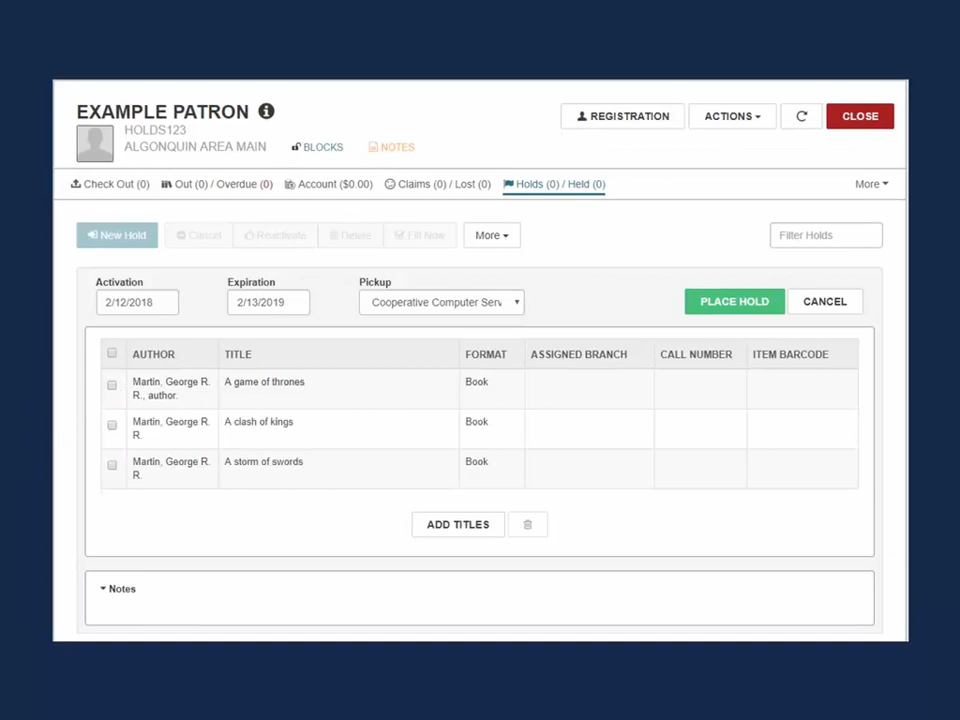 EXAMPLE PATRON
HOLDS123
ALGONQUIN AREA MAIN
BLOCKS
NOTES
REGISTRATION
ACTIONS
CLOSE
Check Out (0)
Out (0) / Overdue (0)
Account ($0.00)
Claims (0) / Lost (0)
Holds (0) / Held (0)
More
New Hold
Cancel
Reactivate
Delete
Fill Now
More
Filter Holds
Activation
Expiration
Pickup
2/12/2018
2/13/2019
Cooperative Computer Serv
PLACE HOLD
CANCEL
AUTHOR
TITLE
FORMAT
ASSIGNED BRANCH
CALL NUMBER
ITEM BARCODE
Martin, George R.
R., author.
A game of thrones
Book
Martin, George R.
R.
A clash of kings
Book
Martin, George R.
R.
A storm of swords
Book
ADD TITLES
Notes